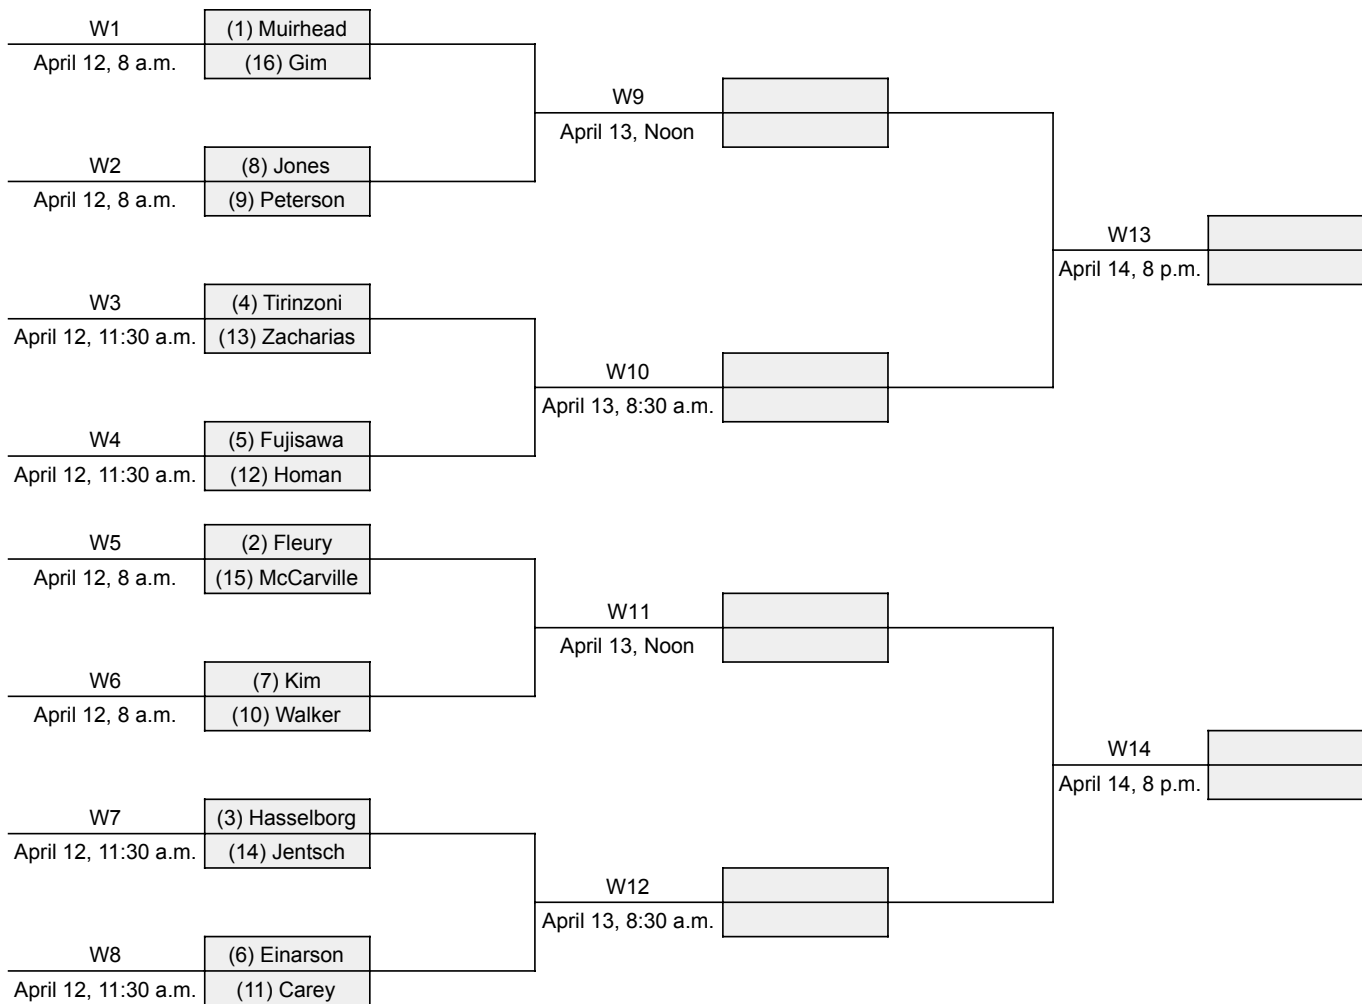 W1
(1) Muirhead
April 12, 8 a.m.
(16) Gim
W9
April 13, Noon
W2
(8) Jones
April 12, 8 a.m.
(9) Peterson
W13
April 14, 8 p.m.
W3
(4) Tirinzoni
April 12, 11:30 a.m.
(13) Zacharias
W10
April 13, 8:30 a.m.
W4
(5) Fujisawa
April 12, 11:30 a.m.
(12) Homan
W5
(2) Fleury
April 12, 8 a.m.
(15) McCarville
W11
April 13, Noon
W6
(7) Kim
April 12, 8 a.m.
(10) Walker
W14
April 14, 8 p.m.
W7
(3) Hasselborg
April 12, 11:30 a.m.
(14) Jentsch
W12
April 13, 8:30 a.m.
W8
(6) Einarson
April 12, 11:30 a.m.
(11) Carey